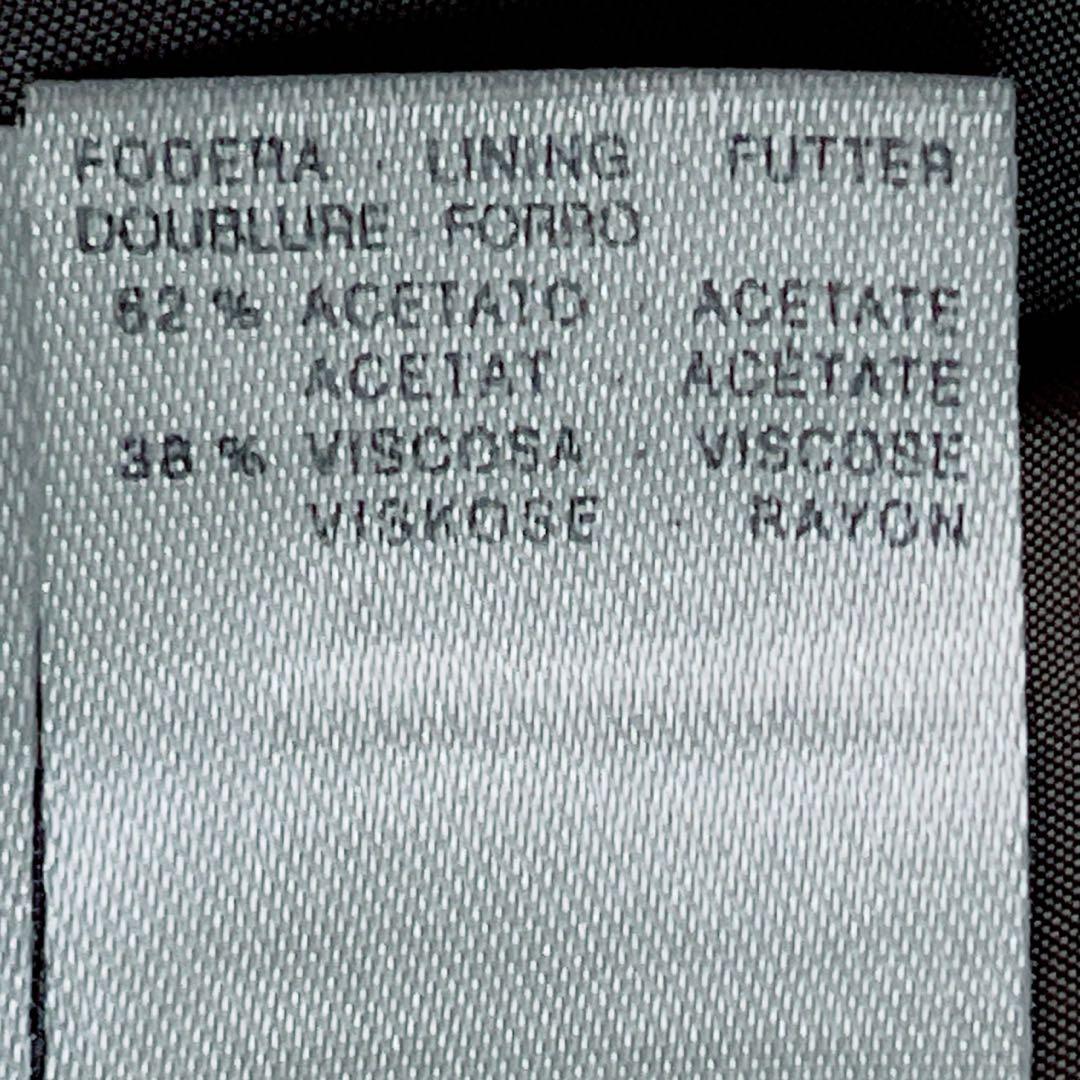 FODERA · LINING FUTTER
DOUBLURE · FORRO
62 % ACETATO · ACETATE
ACETAT · ACÉTATE
38 % VISCOSA · VISCOSE
VISKOSE · RAYON